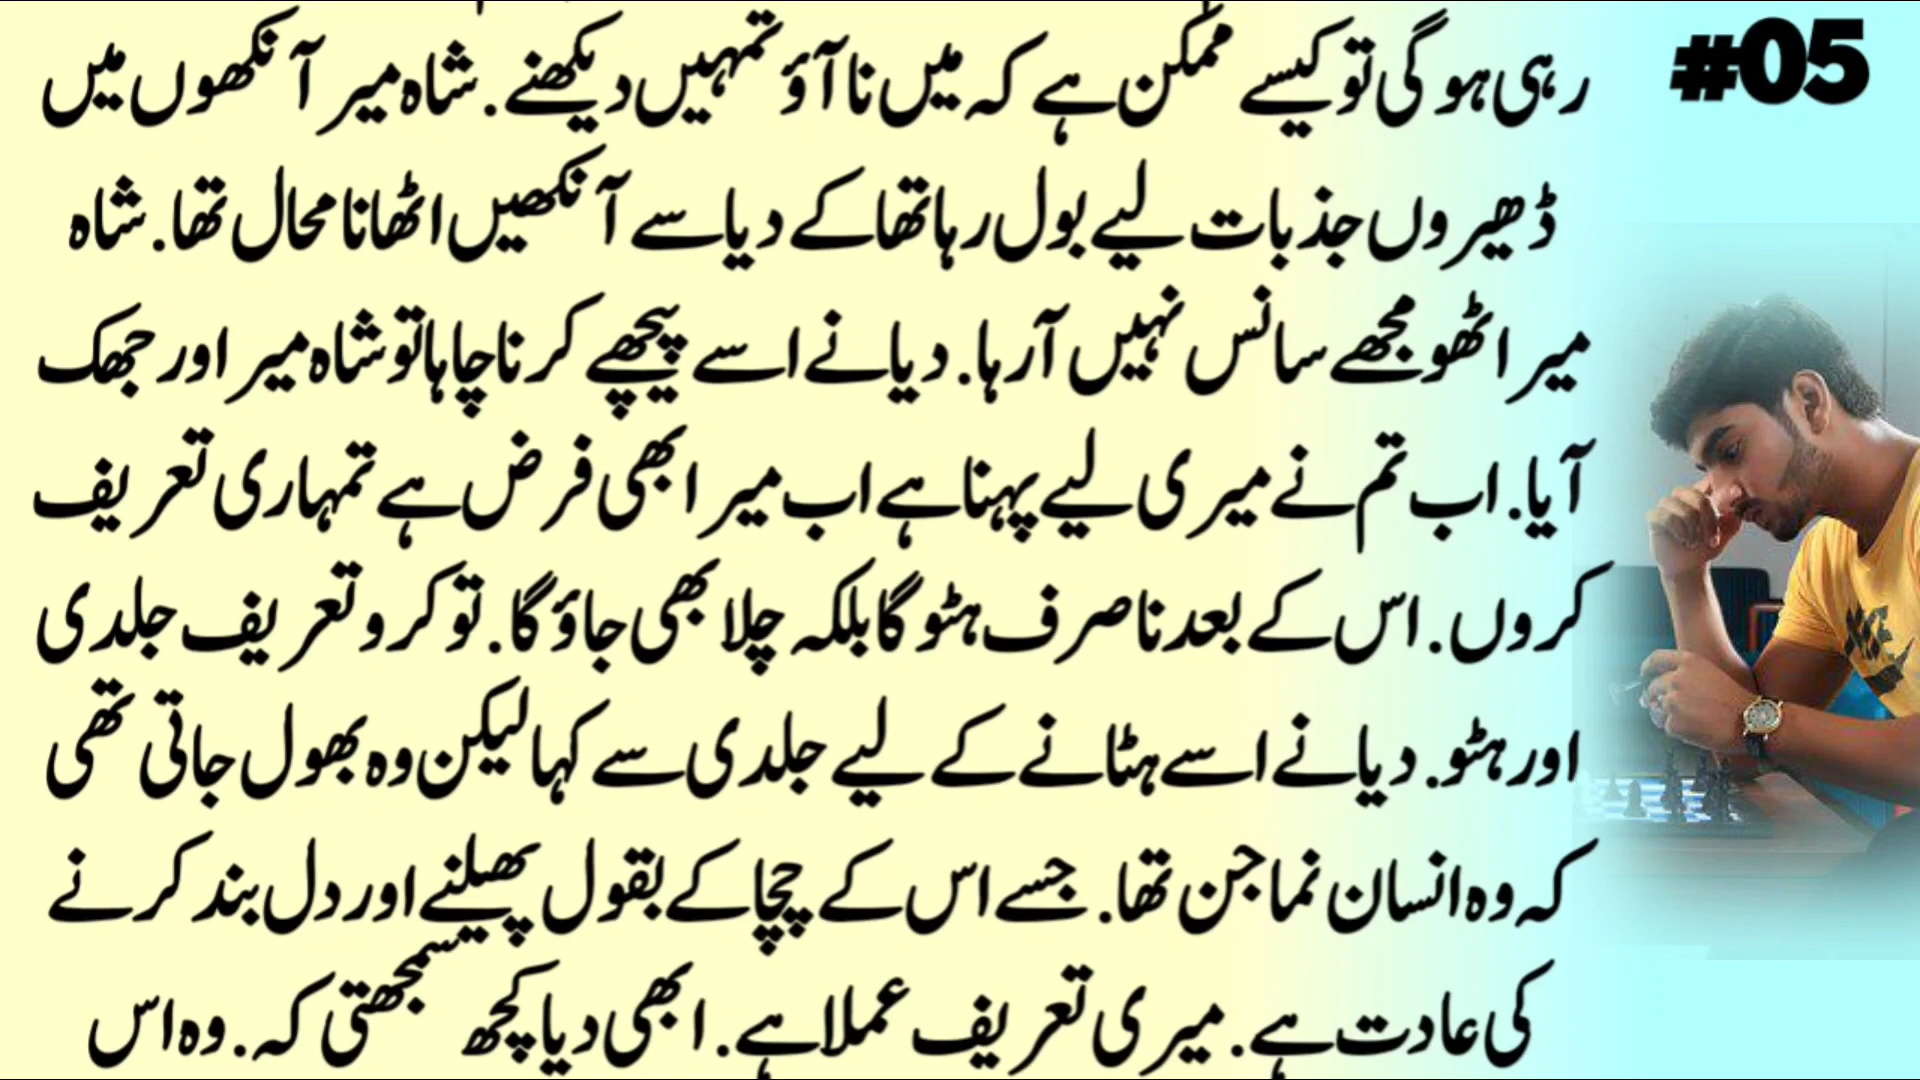 #05
رہی ہو گی تو کیسے ممکن ہے کہ میں نا آؤ تمہیں دیکھنے. شاہ میر آنکھوں میں
ڈھیروں جذبات لیے بول رہا تھا کے دیا سے آنکھیں اٹھانا محال تھا. شاہ
میر اٹھو مجھے سانس نہیں آرہا. دیا نے اسے پیچھے کرنا چاہا تو شاہ میر اور جھک
آیا. اب تم نے میری لیے پہنا ہے اب میرا بھی فرض ہے تمہاری تعریف
کروں. اس کے بعد نا صرف ہٹو گا بلکہ چلا بھی جاؤ گا. تو کرو تعریف جلدی
اور ہٹو. دیا نے اسے ہٹانے کے لیے جلدی سے کہا لیکن وہ بھول جاتی تھی
کہ وہ انسان نما جن تھا. جسے اس کے چچا کے بقول پھیلنے اور دل بند کرنے
کی عادت ہے. میری تعریف عملا ہے. ابھی دیا کچھ سمجھتی کہ. وہ اس